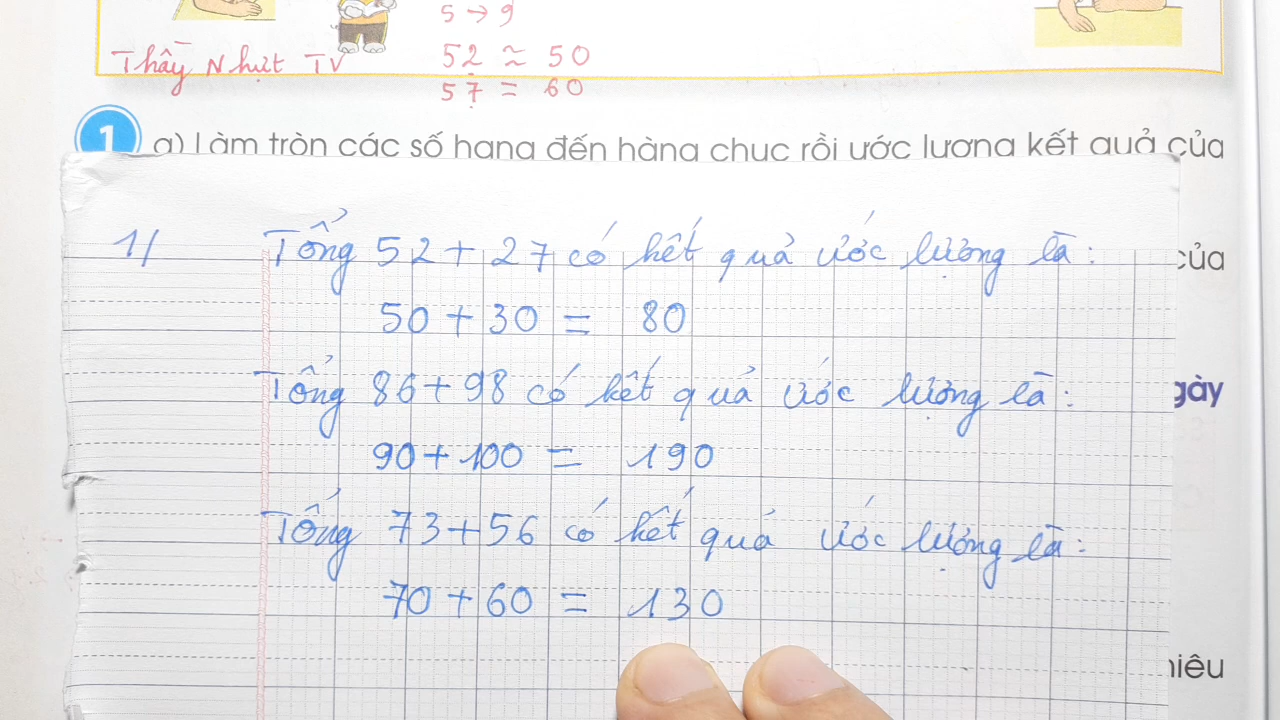 5 → 9
Thầy Nhựt TV
52 ≈ 50
57 = 60
1 a) Làm tròn các số hạng đến hàng chục rồi ước lượng kết quả của
1/ Tổng 52 + 27 có kết quả ước lượng là:
của
50 + 30 = 80
Tổng 86 + 98 có kết quả ước lượng là:
gày
90 + 100 = 190
Tổng 73 + 56 có kết quả ước lượng là:
70 + 60 = 130
hiêu